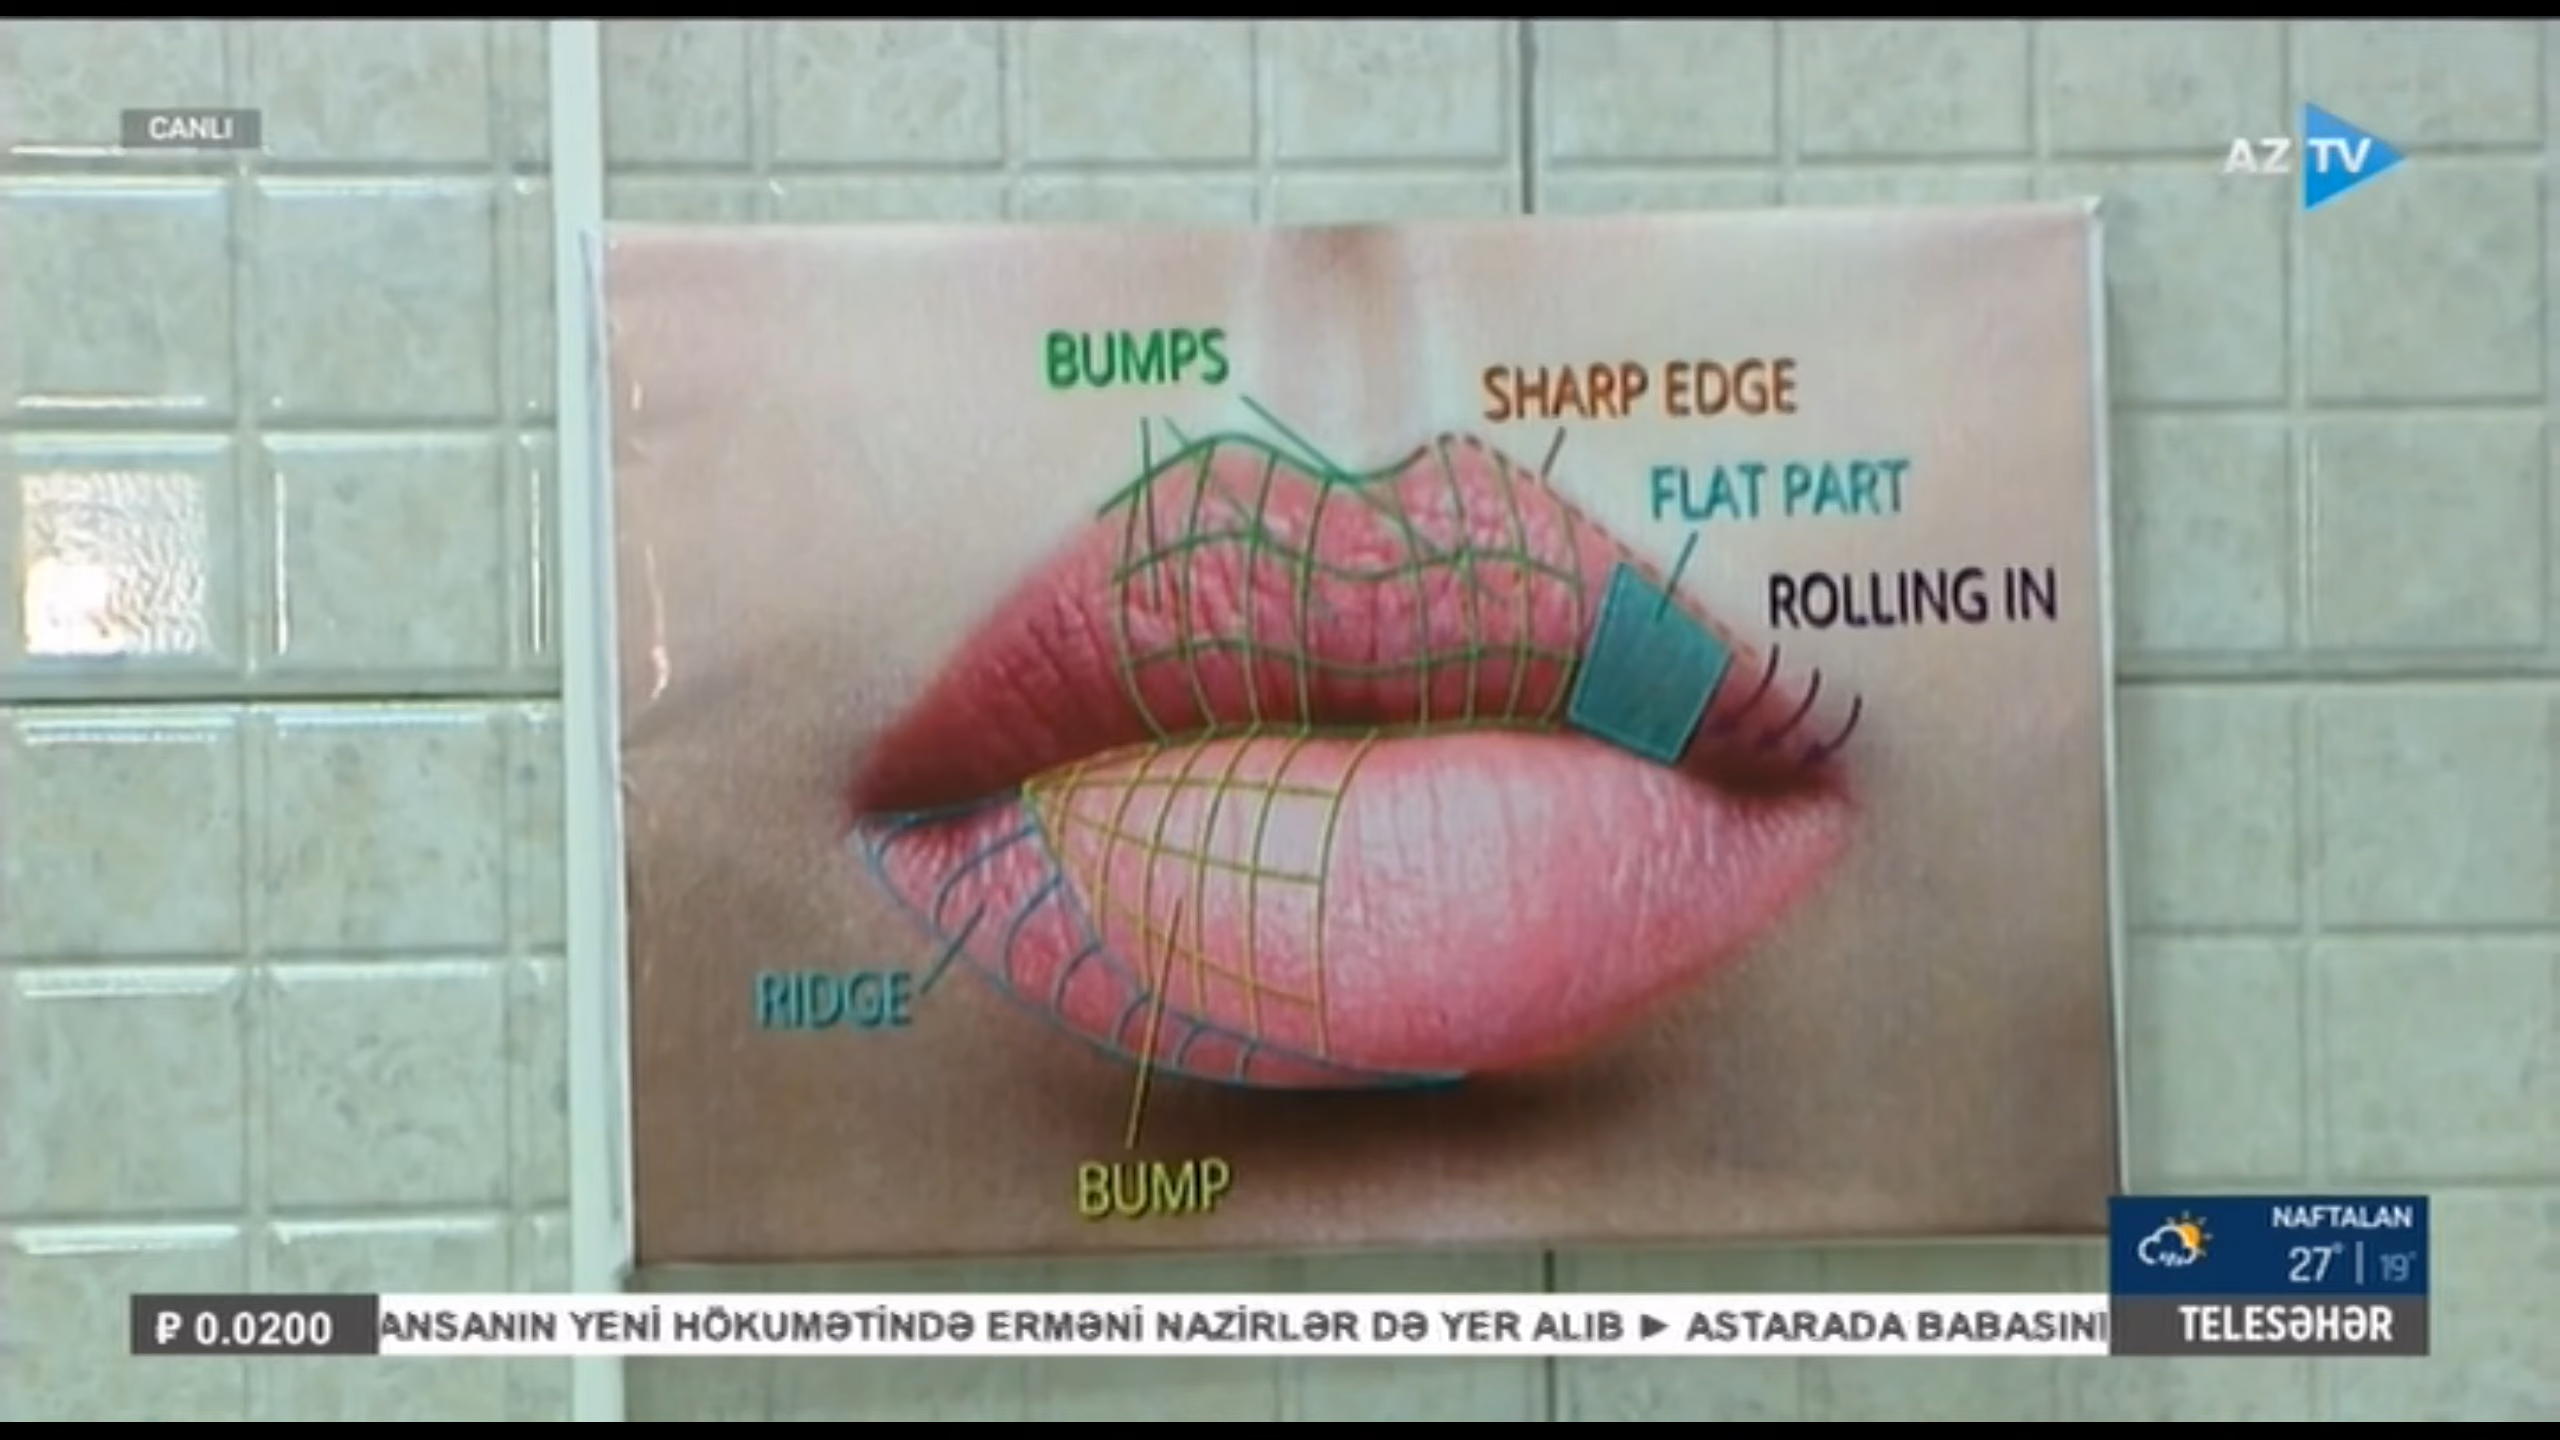 CANLI
AZ TV
BUMPS
SHARP EDGE
FLAT PART
ROLLING IN
RIDGE
BUMP
NAFTALAN
27° | 19°
₽ 0.0200
ANSANIN YENİ HÖKUMƏTİNDƏ ERMƏNİ NAZİRLƏR DƏ YER ALIB ► ASTARADA BABASINI
TELESƏHƏR